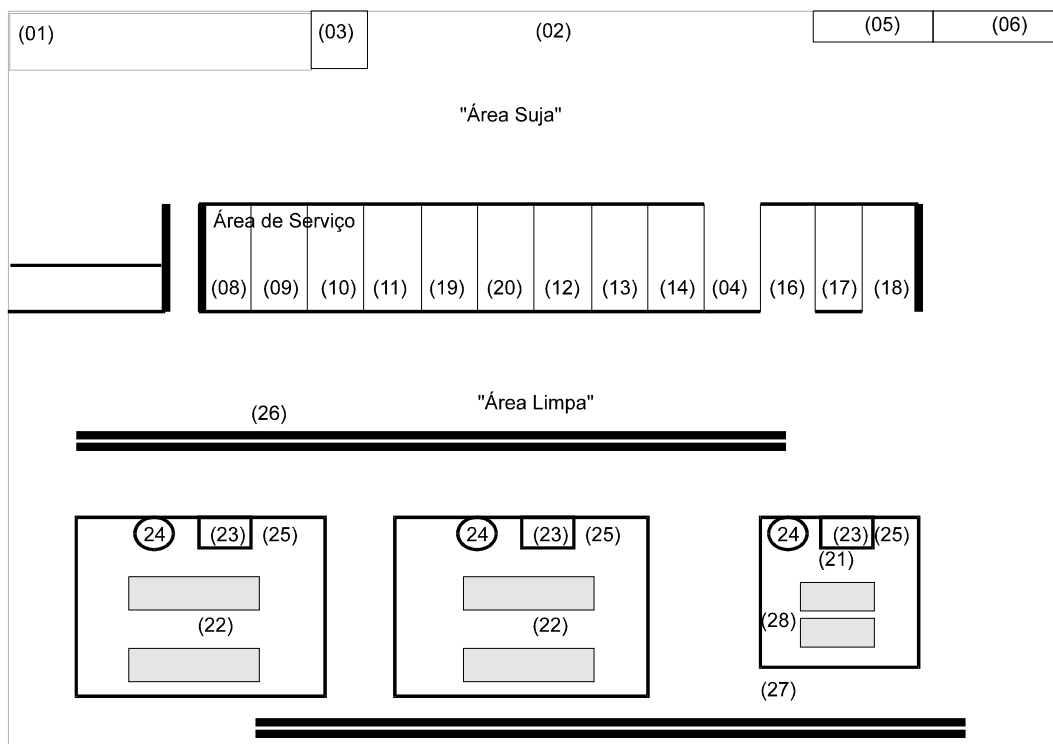 (01) (03) (02) (05) (06)
"Área Suja"
Área de Serviço
(08) (09) (10) (11) (19) (20) (12) (13) (14) (04) (16) (17) (18)
"Área Limpa"
(26)
24 (23) (25) 24 (23) (25) 24 (23) (25)
(21)
(22) (22) (28)
(27)